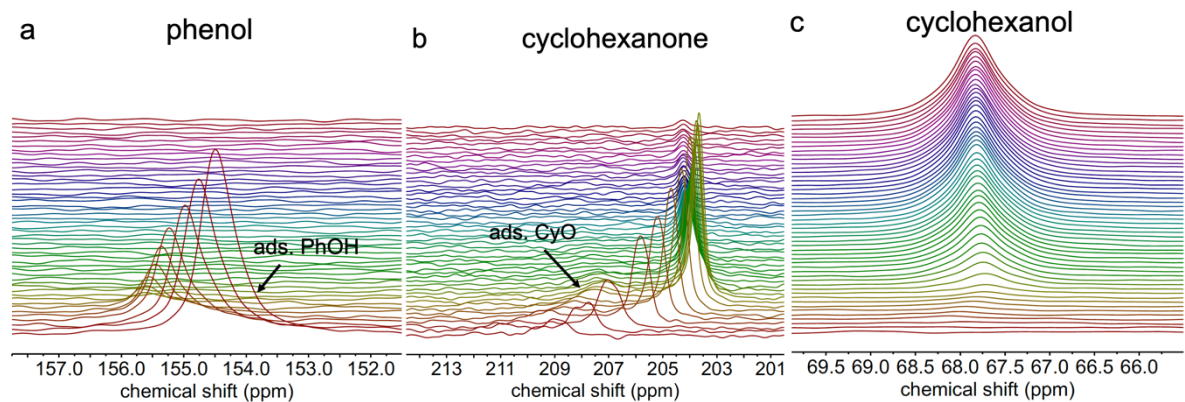 a
phenol
ads. PhOH
157.0 156.0 155.0 154.0 153.0 152.0
chemical shift (ppm)
b
cyclohexanone
ads. CyO
213 211 209 207 205 203 201
chemical shift (ppm)
c
cyclohexanol
69.5 69.0 68.5 68.0 67.5 67.0 66.5 66.0
chemical shift (ppm)